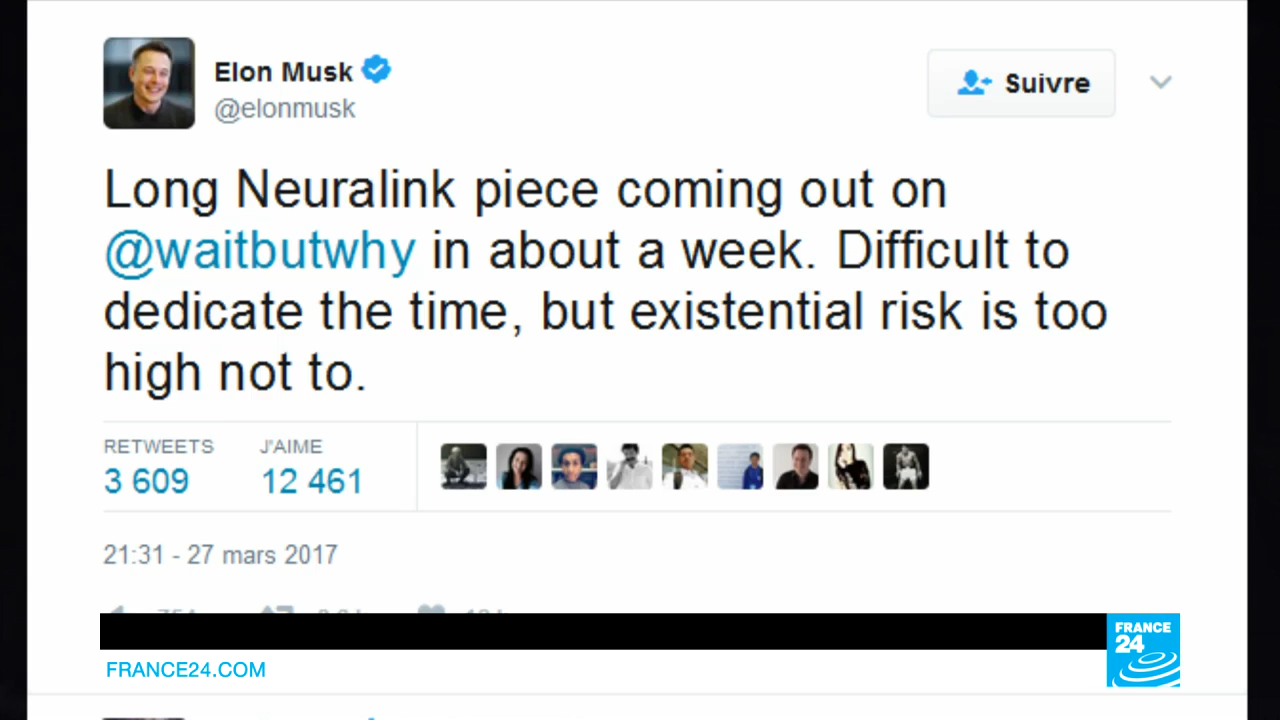 Elon Musk
@elonmusk
Suivre
Long Neuralink piece coming out on
@waitbutwhy in about a week. Difficult to
dedicate the time, but existential risk is too
high not to.
RETWEETS J'AIME
3 609 12 461
21:31 - 27 mars 2017
FRANCE
24
FRANCE24.COM